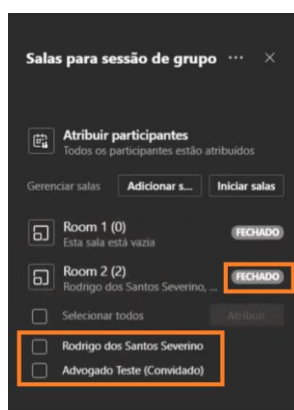 Salas para sessão de grupo ... ×
Atribuir participantes
Todos os participantes estão atribuídos
Gerenciar salas Adicionar s... Iniciar salas
Room 1 (0) FECHADO
Esta sala está vazia
Room 2 (2) FECHADO
Rodrigo dos Santos Severino, ...
Selecionar todos Atribuir
Rodrigo dos Santos Severino
Advogado Teste (Convidado)